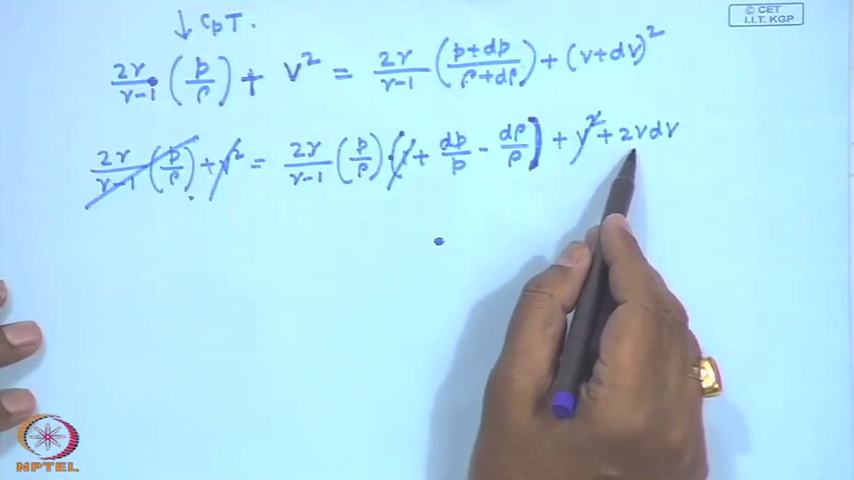 ↓ CpT.
© CET
I.I.T. KGP
2γ/γ-1 (p/ρ) + v² = 2γ/γ-1 (p+dp/ρ+dρ) + (v+dv)²
2γ/γ-1 (p/ρ) + v² = 2γ/γ-1 (p/ρ) (1 + dp/p - dρ/ρ) + v² + 2vdv
NPTEL